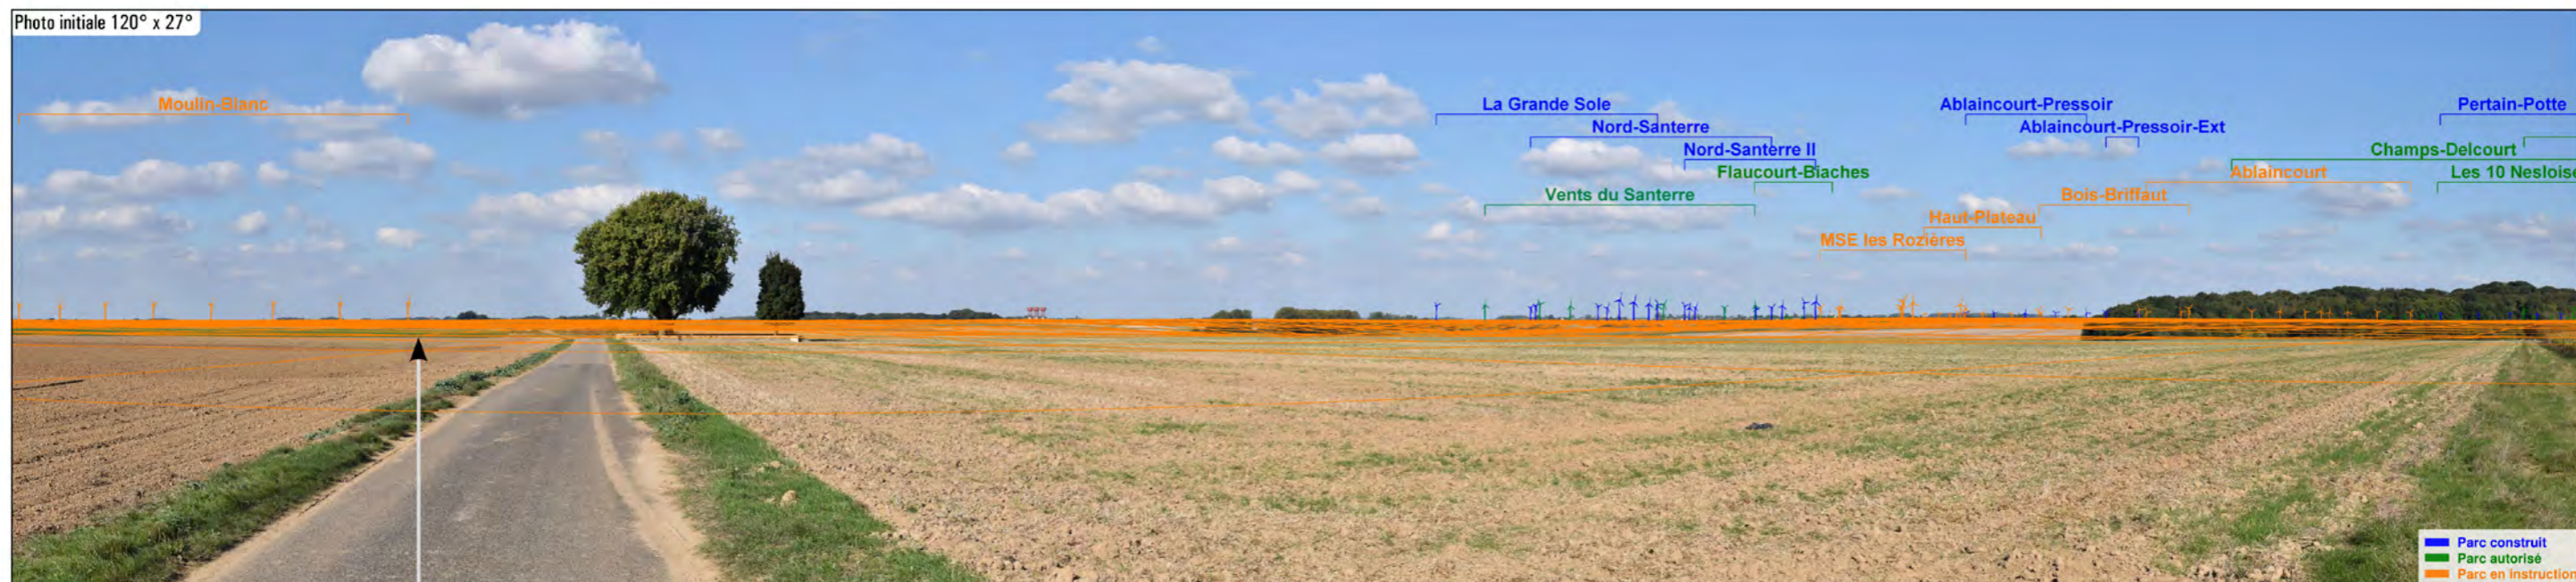 Photo initiale 120° x 27°
Moulin-Blanc
La Grande Sole
Ablaincourt-Pressoir
Pertain-Potte
Nord-Santerre
Ablaincourt-Pressoir-Ext
Nord-Santerre II
Champs-Delcourt
Flaucourt-Biaches
Ablaincourt
Les 10 Nesloise
Vents du Santerre
Bois-Briffaut
Haut-Plateau
MSE les Rozières
Parc construit
Parc autorisé
Parc en instruction